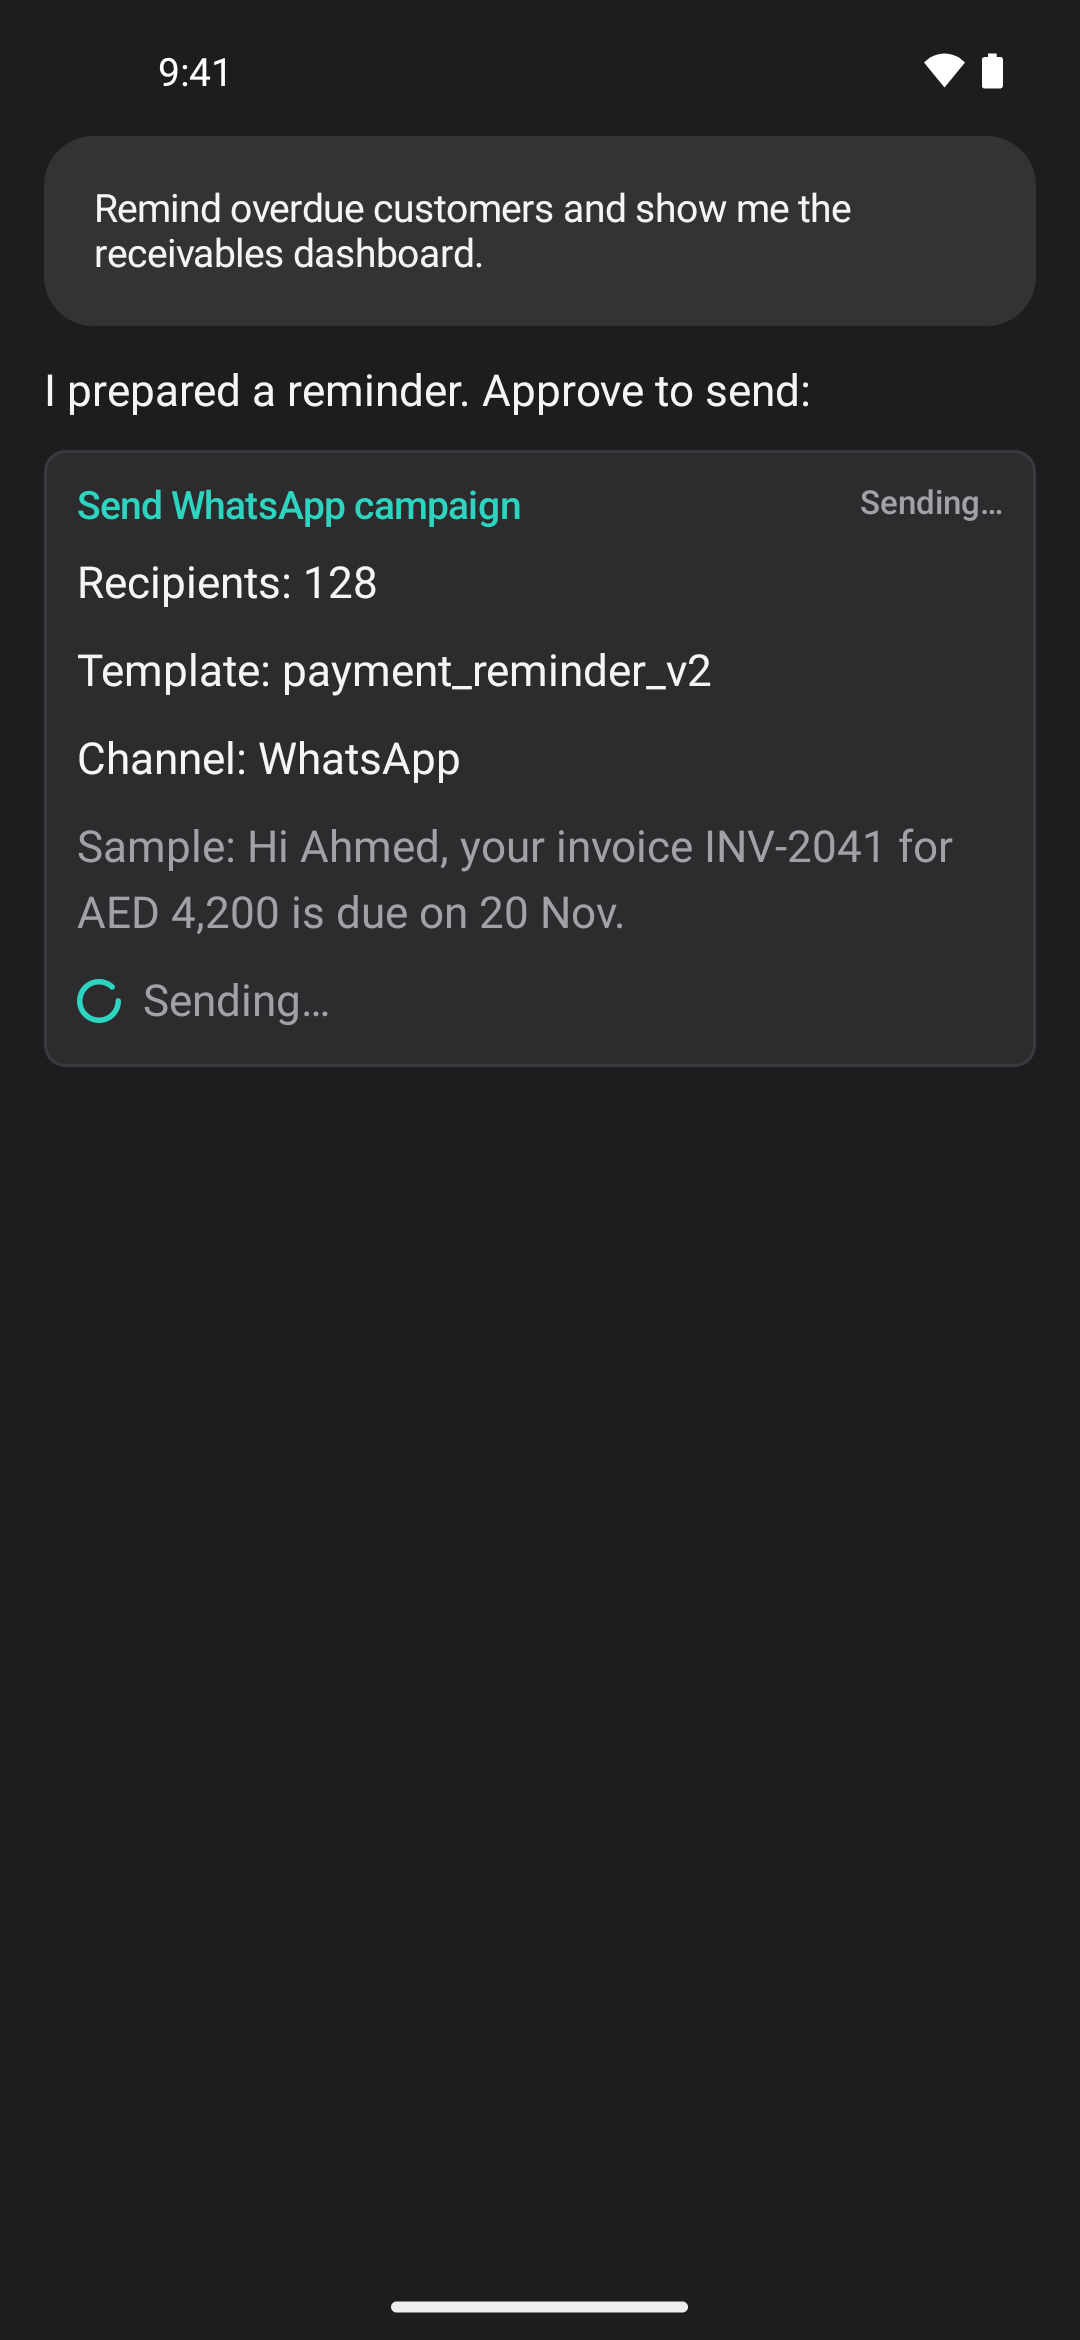 9:41
Remind overdue customers and show me the
receivables dashboard.
I prepared a reminder. Approve to send:
Send WhatsApp campaign
Sending...
Recipients: 128
Template: payment_reminder_v2
Channel: WhatsApp
Sample: Hi Ahmed, your invoice INV-2041 for
AED 4,200 is due on 20 Nov.
Sending...